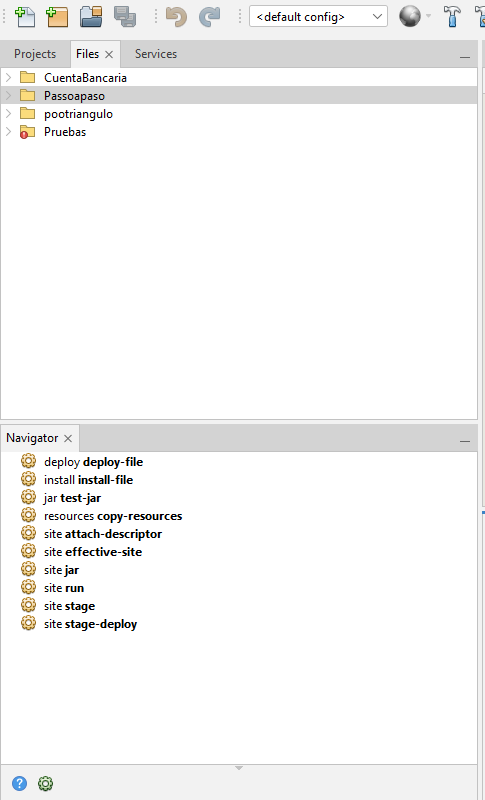 <default config>
Projects Files Services
CuentaBancaria
Passoapaso
pootriangulo
Pruebas
Navigator
deploy deploy-file
install install-file
jar test-jar
resources copy-resources
site attach-descriptor
site effective-site
site jar
site run
site stage
site stage-deploy